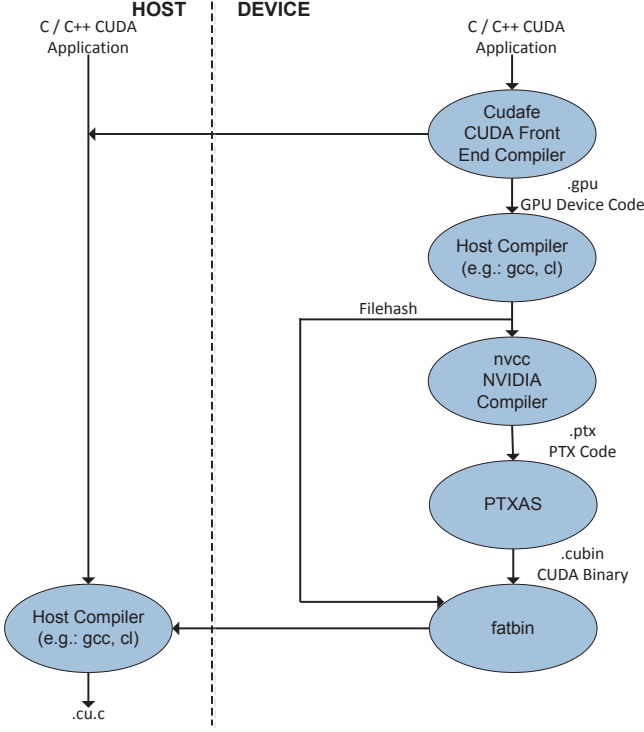 HOST
DEVICE
C / C++ CUDA
Application
C / C++ CUDA
Application
Cudafe
CUDA Front
End Compiler
.gpu
GPU Device Code
Host Compiler
(e.g.: gcc, cl)
Filehash
nvcc
NVIDIA
Compiler
.ptx
PTX Code
PTXAS
.cubin
CUDA Binary
Host Compiler
(e.g.: gcc, cl)
fatbin
.cu.c